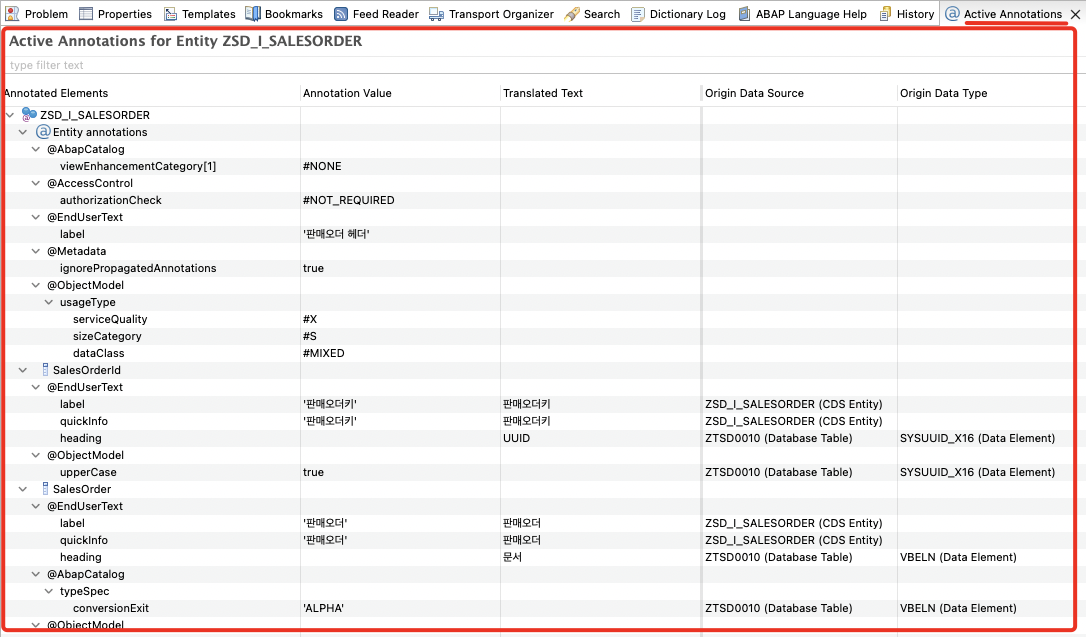 Problem Properties Templates Bookmarks Feed Reader Transport Organizer Search Dictionary Log ABAP Language Help History Active Annotations
Active Annotations for Entity ZSD_I_SALESORDER
type filter text
Annotated Elements Annotation Value Translated Text Origin Data Source Origin Data Type
ZSD_I_SALESORDER
Entity annotations
@AbapCatalog
viewEnhancementCategory[1] #NONE
@AccessControl
authorizationCheck #NOT_REQUIRED
@EndUserText
label '판매오더 헤더'
@Metadata
ignorePropagatedAnnotations true
@ObjectModel
usageType
serviceQuality #X
sizeCategory #S
dataClass #MIXED
SalesOrderId
@EndUserText
label '판매오더키' 판매오더키 ZSD_I_SALESORDER (CDS Entity)
quickInfo '판매오더키' 판매오더키 ZSD_I_SALESORDER (CDS Entity)
heading UUID ZTSD0010 (Database Table) SYSUUID_X16 (Data Element)
@ObjectModel
upperCase true ZTSD0010 (Database Table) SYSUUID_X16 (Data Element)
SalesOrder
@EndUserText
label '판매오더' 판매오더 ZSD_I_SALESORDER (CDS Entity)
quickInfo '판매오더' 판매오더 ZSD_I_SALESORDER (CDS Entity)
heading 문서 ZTSD0010 (Database Table) VBELN (Data Element)
@AbapCatalog
typeSpec
conversionExit 'ALPHA' ZTSD0010 (Database Table) VBELN (Data Element)
@ObjectModel